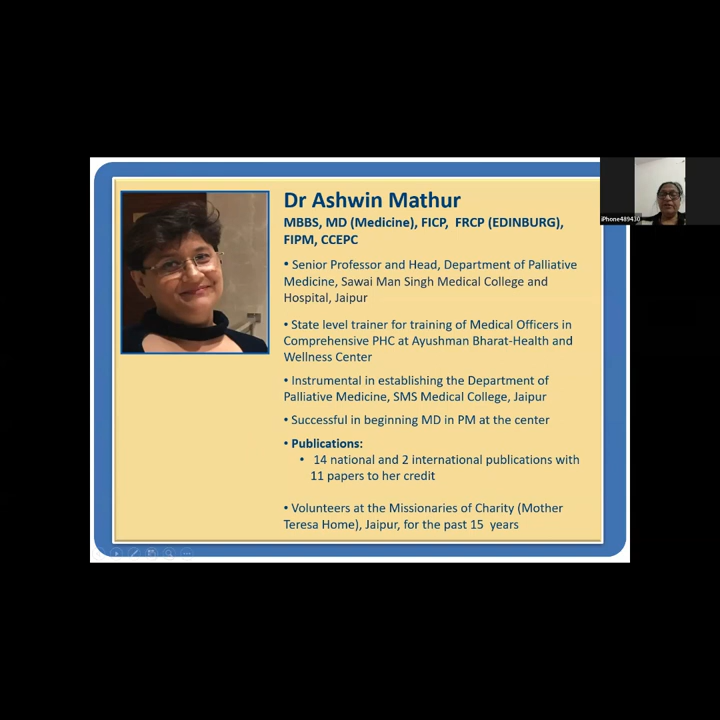 Dr Ashwin Mathur
MBBS, MD (Medicine), FICP, FRCP (EDINBURG),
FIPM, CCEPC
• Senior Professor and Head, Department of Palliative
Medicine, Sawai Man Singh Medical College and
Hospital, Jaipur
• State level trainer for training of Medical Officers in
Comprehensive PHC at Ayushman Bharat-Health and
Wellness Center
• Instrumental in establishing the Department of
Palliative Medicine, SMS Medical College, Jaipur
• Successful in beginning MD in PM at the center
• Publications:
• 14 national and 2 international publications with
11 papers to her credit
• Volunteers at the Missionaries of Charity (Mother
Teresa Home), Jaipur, for the past 15 years
iPhone489430